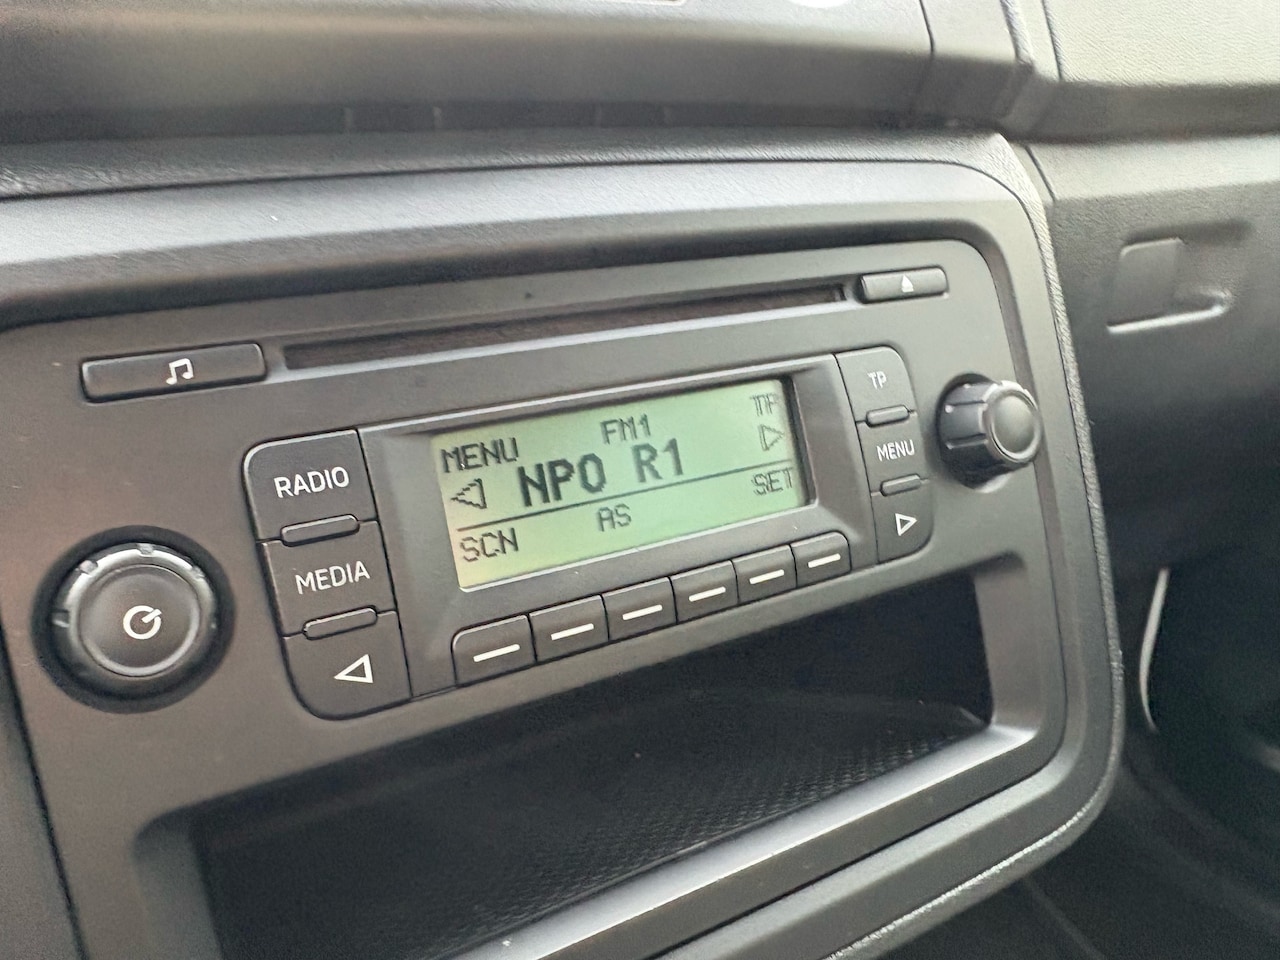 RADIO
MEDIA
MENU FM1 TP
NPO R1
SCN AS SET
TP
MENU